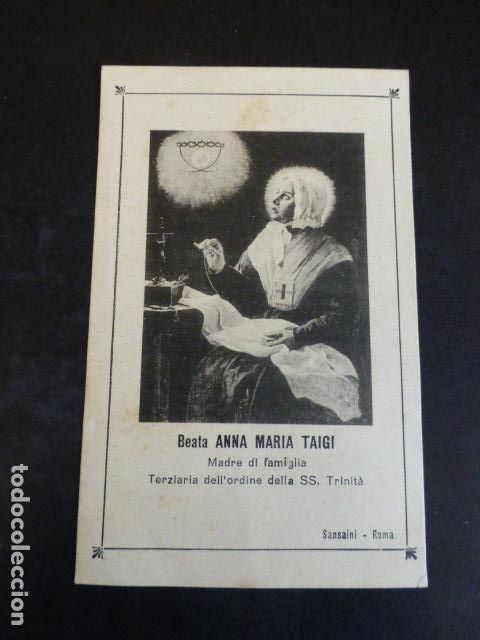 Beata ANNA MARIA TAIGI
Madre di famiglia
Terziaria dell'ordine della SS. Trinità
Sansaini - Roma
todocoleccion